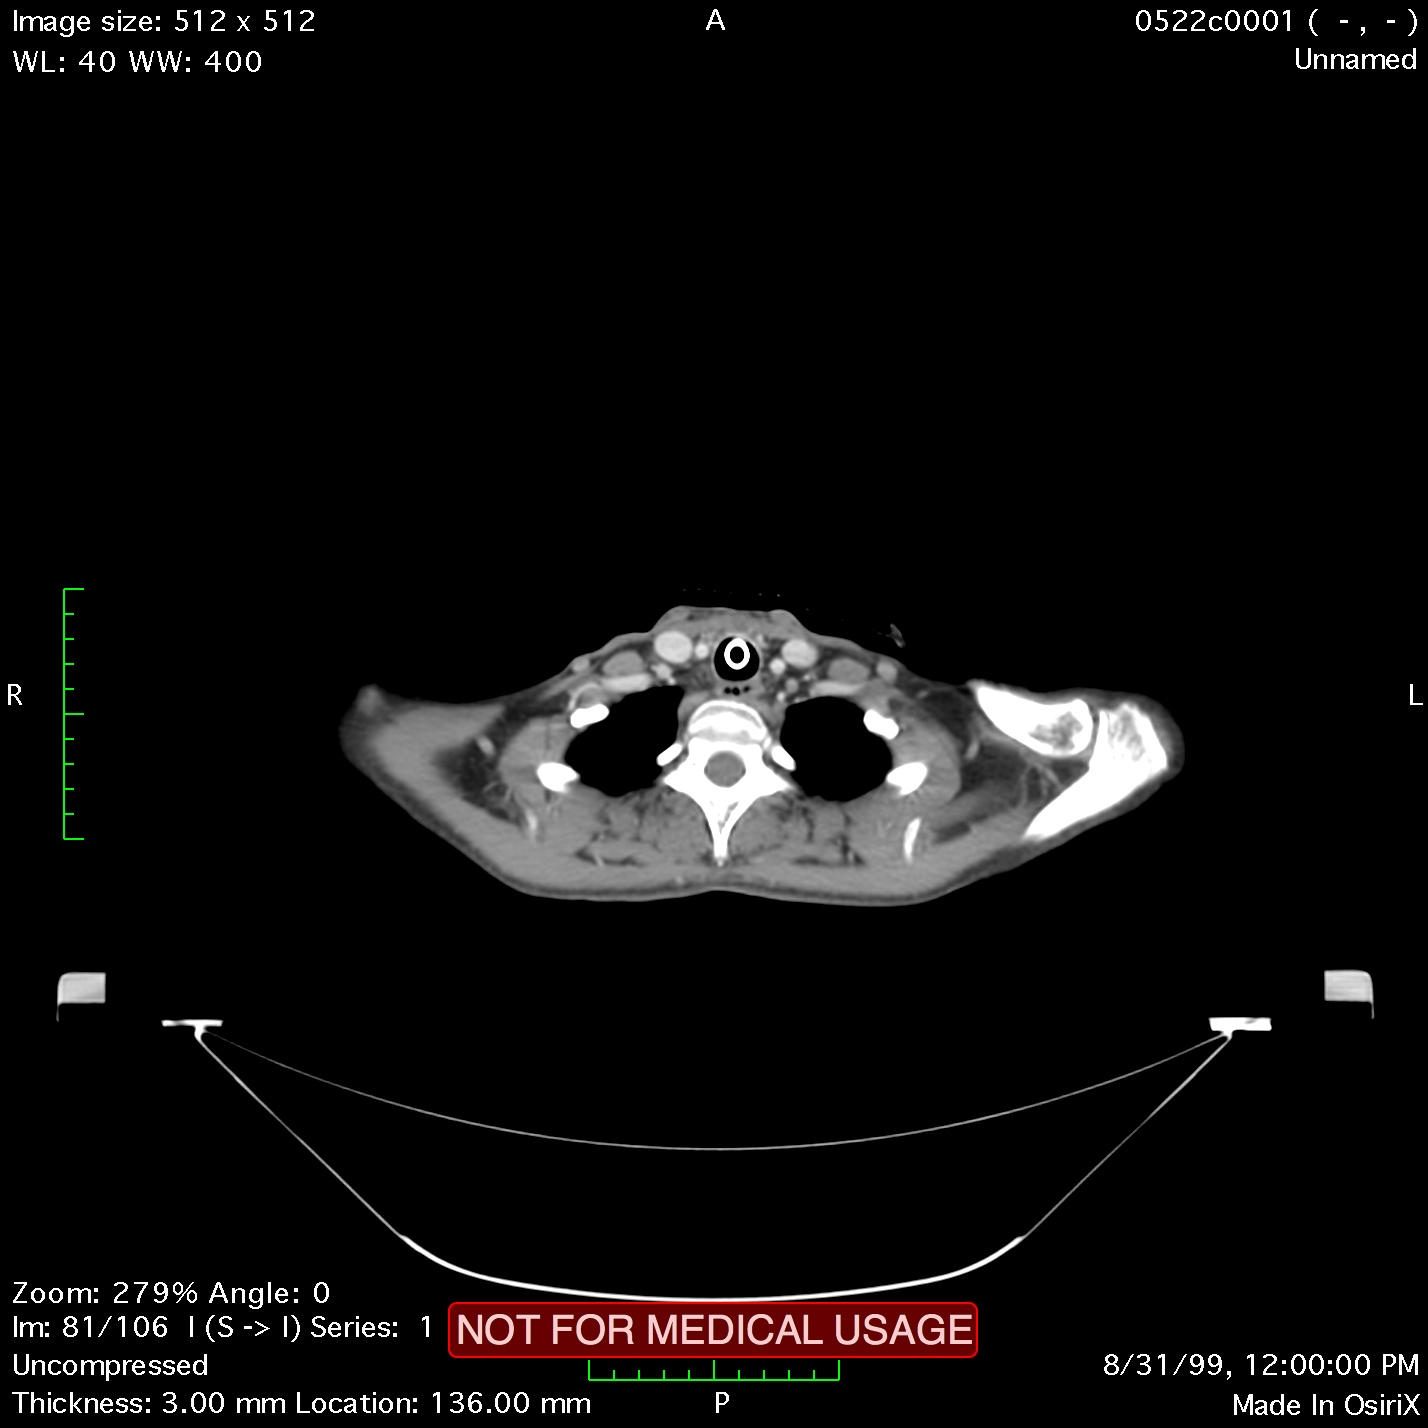 Image size: 512 x 512
WL: 40 WW: 400
A
0522c0001 ( - , - )
Unnamed
R
L
Zoom: 279% Angle: 0
Im: 81/106 I (S -> I) Series: 1
Uncompressed
Thickness: 3.00 mm Location: 136.00 mm
NOT FOR MEDICAL USAGE
P
8/31/99, 12:00:00 PM
Made In OsiriX